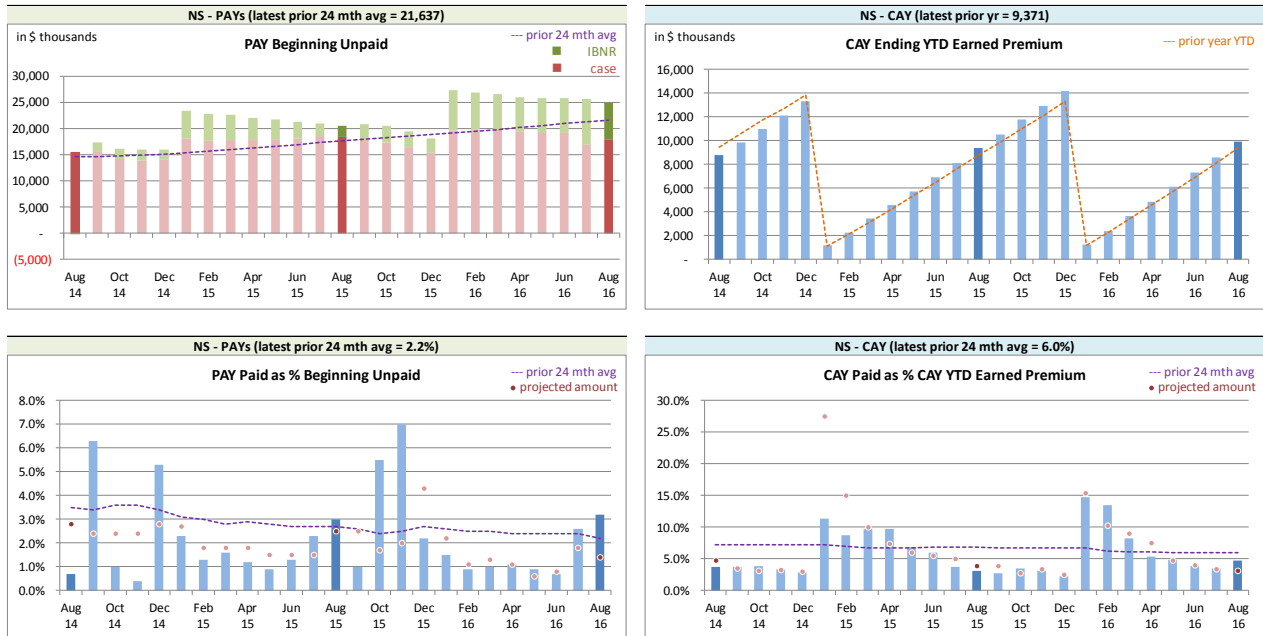 NS - PAYs (latest prior 24 mth avg = 21,637)
in $ thousands
PAY Beginning Unpaid
--- prior 24 mth avg
IBNR
case
30,000
25,000
20,000
15,000
10,000
5,000
-
(5,000)
Aug Oct Dec Feb Apr Jun Aug Oct Dec Feb Apr Jun Aug
14 14 14 15 15 15 15 15 15 16 16 16 16
NS - CAY (latest prior yr = 9,371)
in $ thousands
CAY Ending YTD Earned Premium
--- prior year YTD
16,000
14,000
12,000
10,000
8,000
6,000
4,000
2,000
-
Aug Oct Dec Feb Apr Jun Aug Oct Dec Feb Apr Jun Aug
14 14 14 15 15 15 15 15 15 16 16 16 16
NS - PAYs (latest prior 24 mth avg = 2.2%)
PAY Paid as % Beginning Unpaid
--- prior 24 mth avg
projected amount
8.0%
7.0%
6.0%
5.0%
4.0%
3.0%
2.0%
1.0%
0.0%
Aug Oct Dec Feb Apr Jun Aug Oct Dec Feb Apr Jun Aug
14 14 14 15 15 15 15 15 15 16 16 16 16
NS - CAY (latest prior 24 mth avg = 6.0%)
CAY Paid as % CAY YTD Earned Premium
--- prior 24 mth avg
projected amount
30.0%
25.0%
20.0%
15.0%
10.0%
5.0%
0.0%
Aug Oct Dec Feb Apr Jun Aug Oct Dec Feb Apr Jun Aug
14 14 14 15 15 15 15 15 15 16 16 16 16